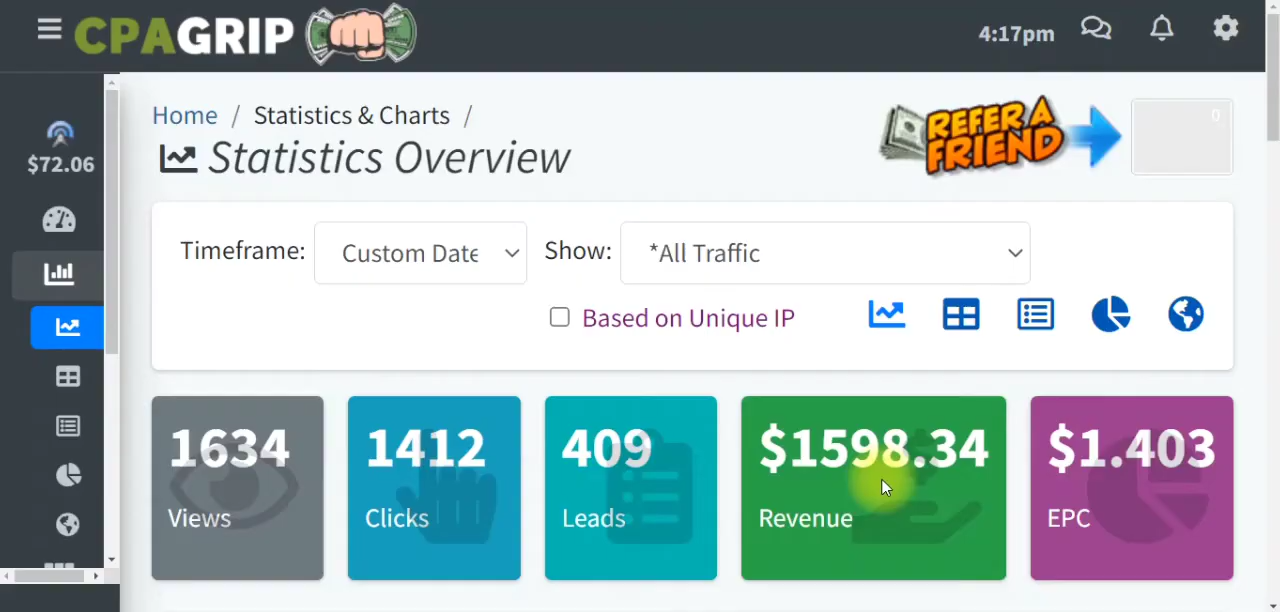 CPAGRIP
4:17pm
$72.06
Home / Statistics & Charts /
Statistics Overview
REFER A
FRIEND
0
Timeframe: Custom Date Show: *All Traffic
Based on Unique IP
1634
Views
1412
Clicks
409
Leads
$1598.34
Revenue
$1.403
EPC